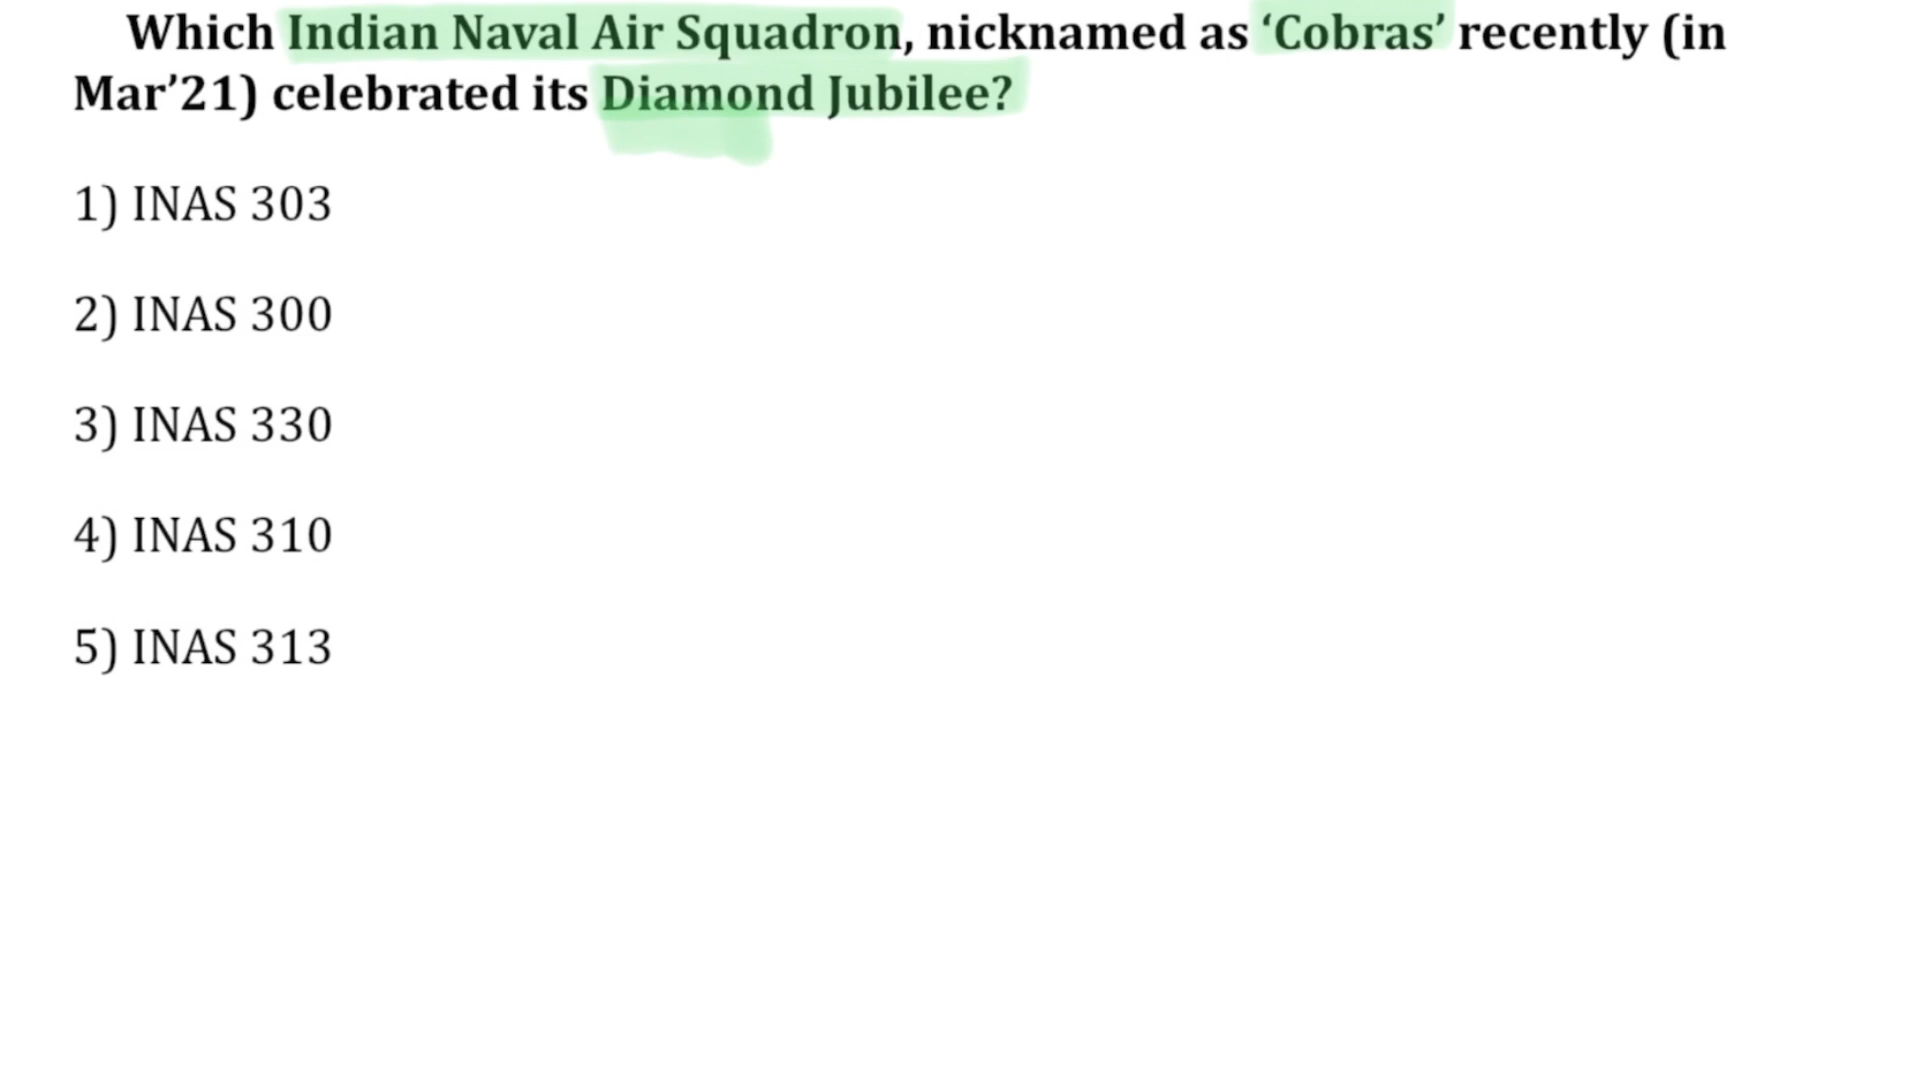 Which Indian Naval Air Squadron, nicknamed as ‘Cobras’ recently (in
Mar’21) celebrated its Diamond Jubilee?
1) INAS 303
2) INAS 300
3) INAS 330
4) INAS 310
5) INAS 313